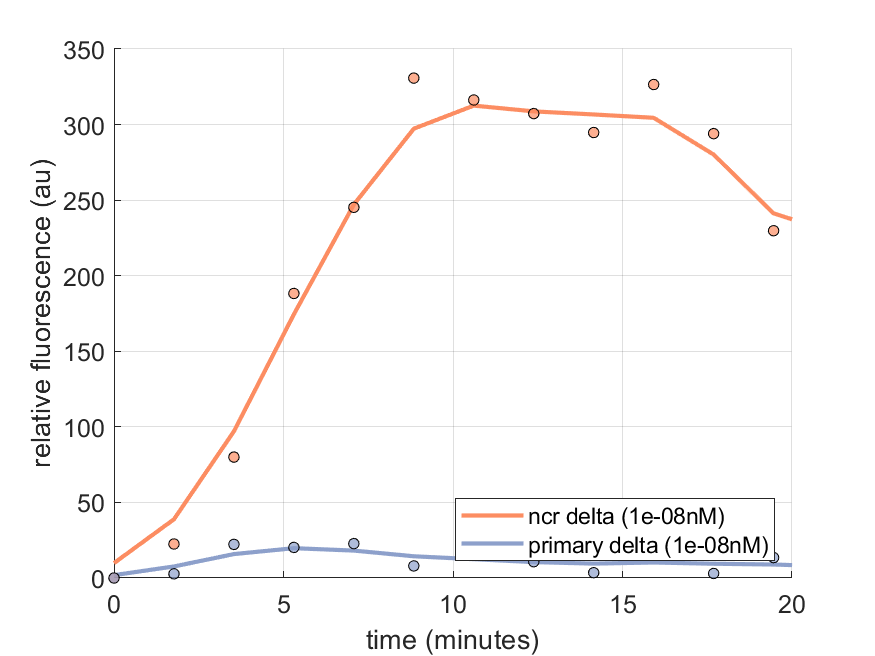 350
300
250
200
150
100
50
0
relative fluorescence (au)
ncr delta (1e-08nM)
primary delta (1e-08nM)
0 5 10 15 20
time (minutes)